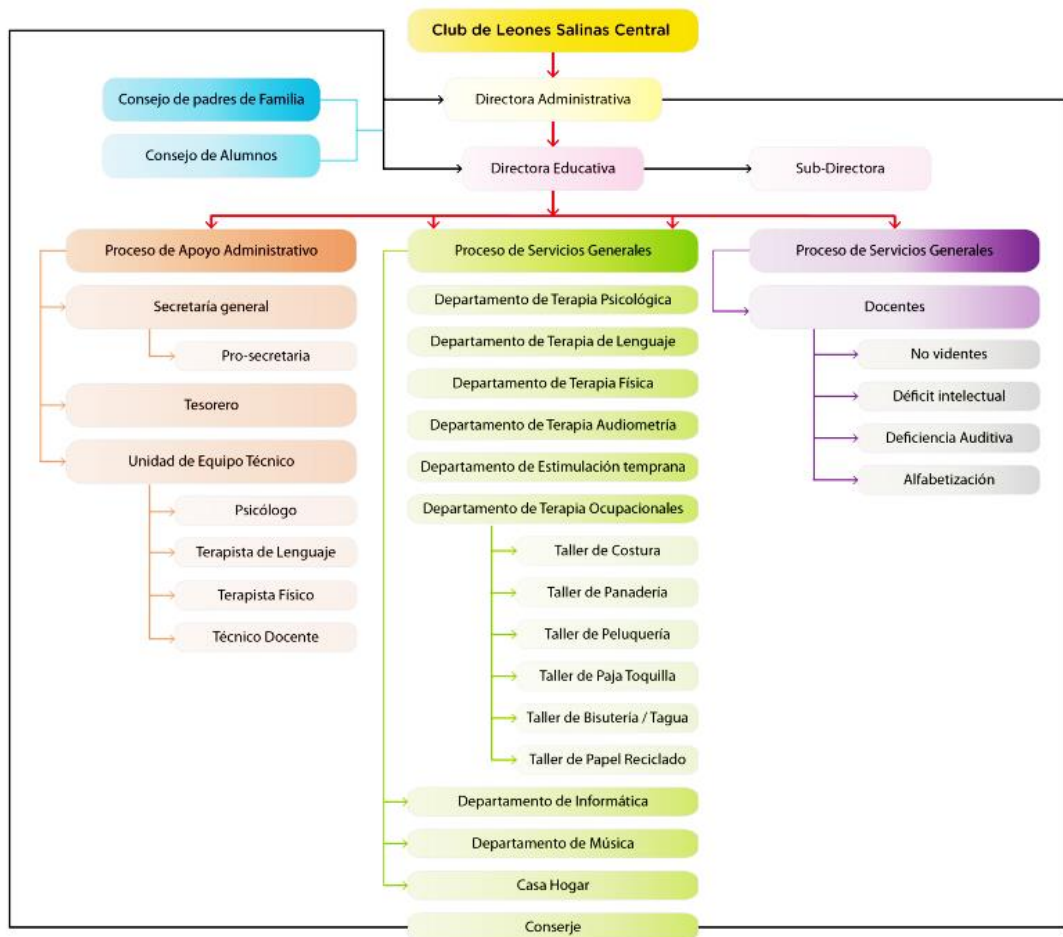 Club de Leones Salinas Central
Consejo de padres de Familia
Directora Administrativa
Consejo de Alumnos
Directora Educativa
Sub-Directora
Proceso de Apoyo Administrativo
Secretaría general
Pro-secretaria
Tesorero
Unidad de Equipo Técnico
Psicólogo
Terapista de Lenguaje
Terapista Físico
Técnico Docente
Proceso de Servicios Generales
Departamento de Terapia Psicológica
Departamento de Terapia de Lenguaje
Departamento de Terapia Física
Departamento de Terapia Audiometría
Departamento de Estimulación temprana
Departamento de Terapia Ocupacionales
Taller de Costura
Taller de Panadería
Taller de Peluquería
Taller de Paja Toquilla
Taller de Bisutería / Tagua
Taller de Papel Reciclado
Departamento de Informática
Departamento de Música
Casa Hogar
Conserje
Proceso de Servicios Generales
Docentes
No videntes
Déficit intelectual
Deficiencia Auditiva
Alfabetización